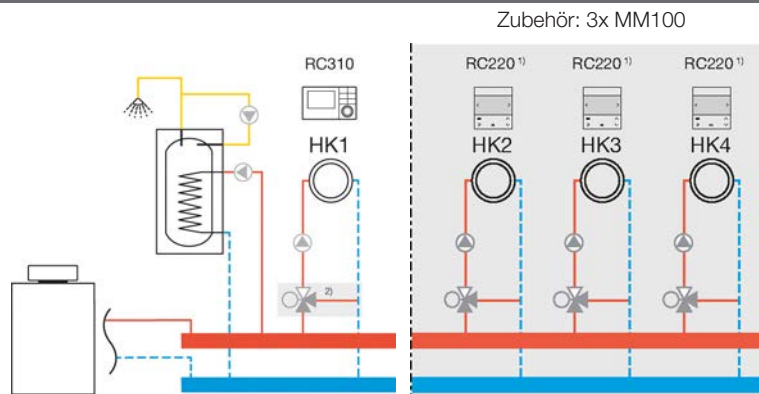 Zubehör: 3x MM100
RC310
RC220 1)
RC220 1)
RC220 1)
HK1
HK2
HK3
HK4
2)